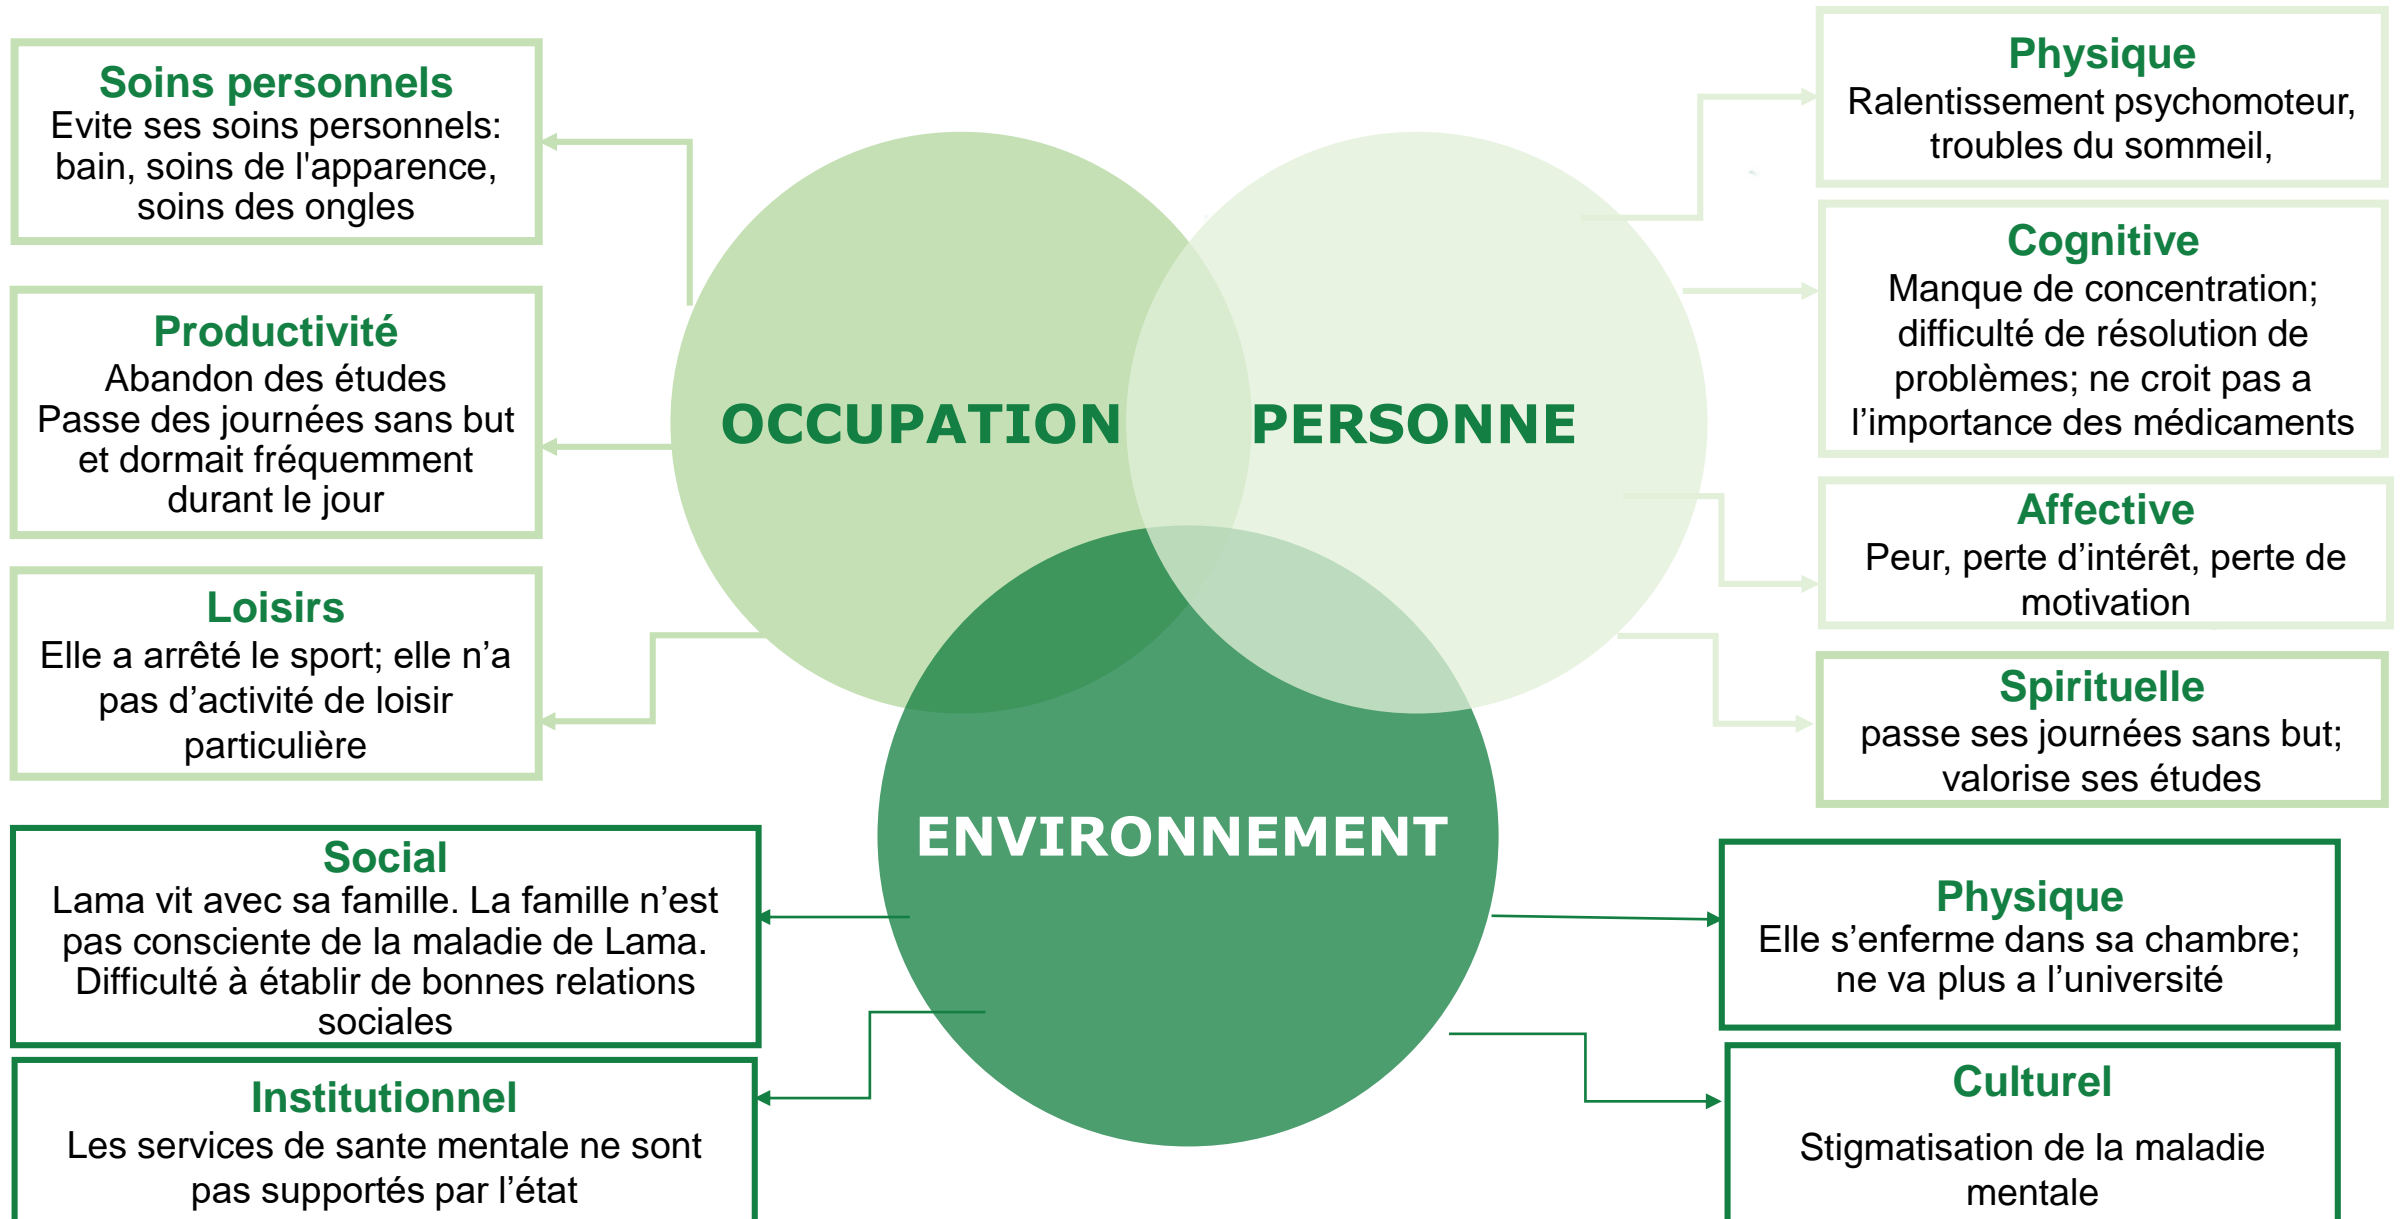 Soins personnels
Evite ses soins personnels:
bain, soins de l'apparence,
soins des ongles
Productivité
Abandon des études
Passe des journées sans but
et dormait fréquemment
durant le jour
Loisirs
Elle a arrêté le sport; elle n’a
pas d’activité de loisir
particulière
OCCUPATION
PERSONNE
ENVIRONNEMENT
Physique
Ralentissement psychomoteur,
troubles du sommeil,
Cognitive
Manque de concentration;
difficulté de résolution de
problèmes; ne croit pas a
l’importance des médicaments
Affective
Peur, perte d’intérêt, perte de
motivation
Spirituelle
passe ses journées sans but;
valorise ses études
Social
Lama vit avec sa famille. La famille n’est
pas consciente de la maladie de Lama.
Difficulté à établir de bonnes relations
sociales
Institutionnel
Les services de sante mentale ne sont
pas supportés par l’état
Physique
Elle s’enferme dans sa chambre;
ne va plus a l’université
Culturel
Stigmatisation de la maladie
mentale